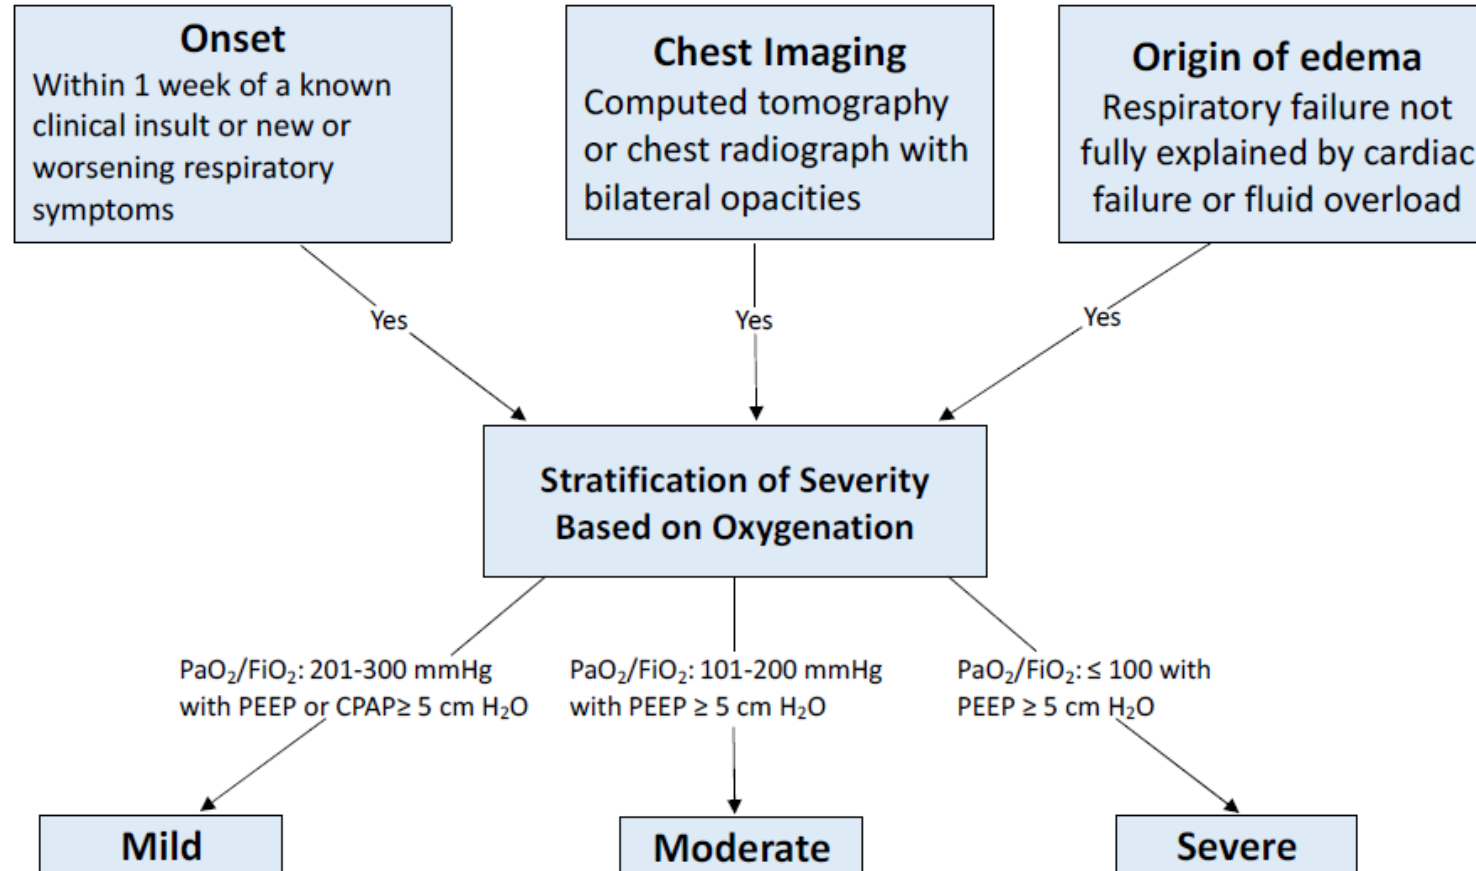 Onset
Within 1 week of a known
clinical insult or new or
worsening respiratory
symptoms
Chest Imaging
Computed tomography
or chest radiograph with
bilateral opacities
Origin of edema
Respiratory failure not
fully explained by cardiac
failure or fluid overload
Yes
Yes
Yes
Stratification of Severity
Based on Oxygenation
PaO₂/FiO₂: 201-300 mmHg
with PEEP or CPAP≥ 5 cm H₂O
PaO₂/FiO₂: 101-200 mmHg
with PEEP ≥ 5 cm H₂O
PaO₂/FiO₂: ≤ 100 with
PEEP ≥ 5 cm H₂O
Mild
Moderate
Severe